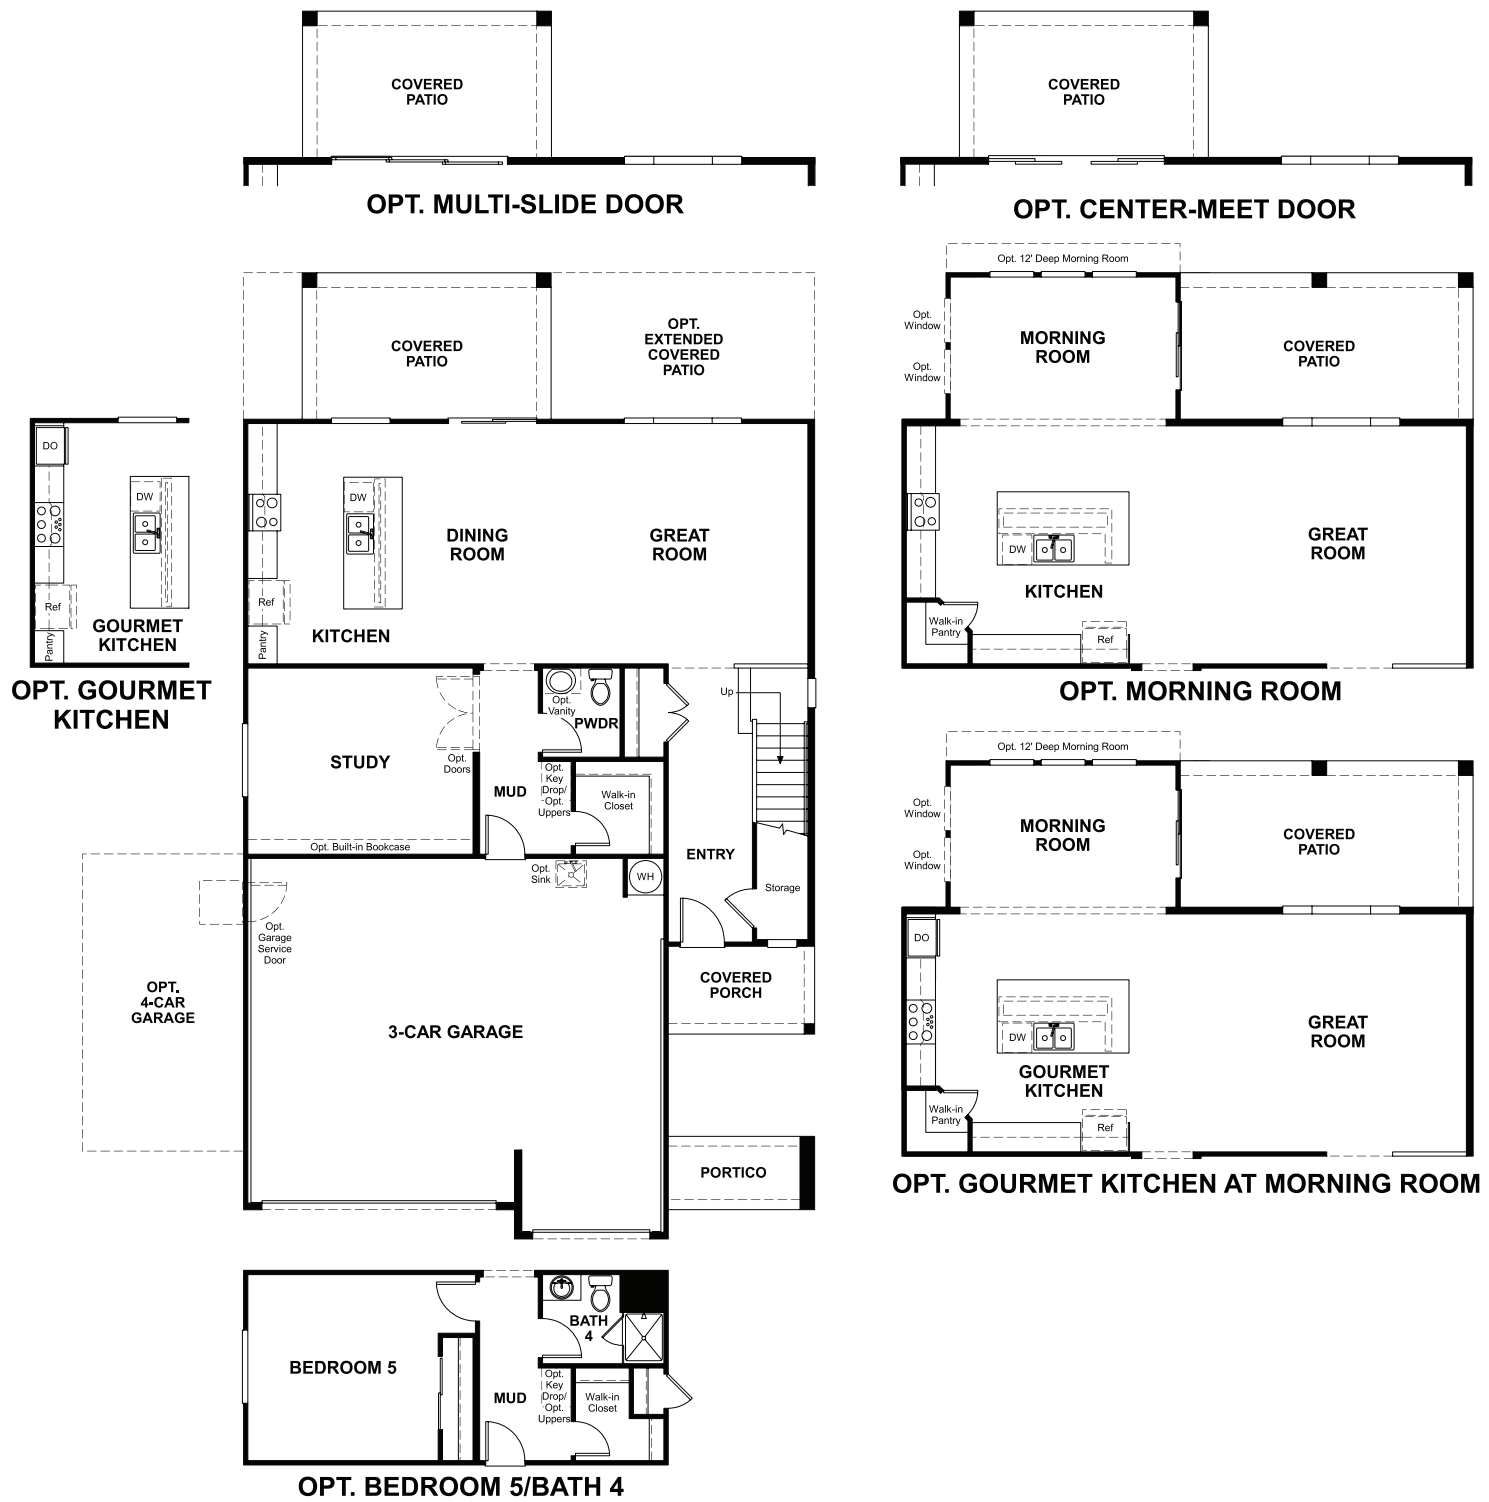 COVERED
PATIO
OPT. MULTI-SLIDE DOOR
COVERED
PATIO
OPT. CENTER-MEET DOOR
COVERED
PATIO
OPT.
EXTENDED
COVERED
PATIO
DO
DW
Ref
Pantry
GOURMET
KITCHEN
OPT. GOURMET
KITCHEN
DW
DINING
ROOM
GREAT
ROOM
Ref
Pantry
KITCHEN
STUDY
Opt.
Doors
Opt. Built-in Bookcase
Opt.
Vanity
PWDR
MUD
Opt.
Key
Drop/
Opt.
Uppers
Walk-in
Closet
Up
ENTRY
Storage
Opt.
Sink
WH
Opt.
Garage
Service
Door
OPT.
4-CAR
GARAGE
3-CAR GARAGE
COVERED
PORCH
PORTICO
BEDROOM 5
BATH
4
MUD
Opt.
Key
Drop/
Opt.
Uppers
Walk-in
Closet
OPT. BEDROOM 5/BATH 4
Opt. 12' Deep Morning Room
Opt.
Window
Opt.
Window
MORNING
ROOM
COVERED
PATIO
DW
KITCHEN
GREAT
ROOM
Walk-in
Pantry
Ref
OPT. MORNING ROOM
Opt. 12' Deep Morning Room
Opt.
Window
Opt.
Window
MORNING
ROOM
COVERED
PATIO
DO
DW
GOURMET
KITCHEN
GREAT
ROOM
Walk-in
Pantry
Ref
OPT. GOURMET KITCHEN AT MORNING ROOM